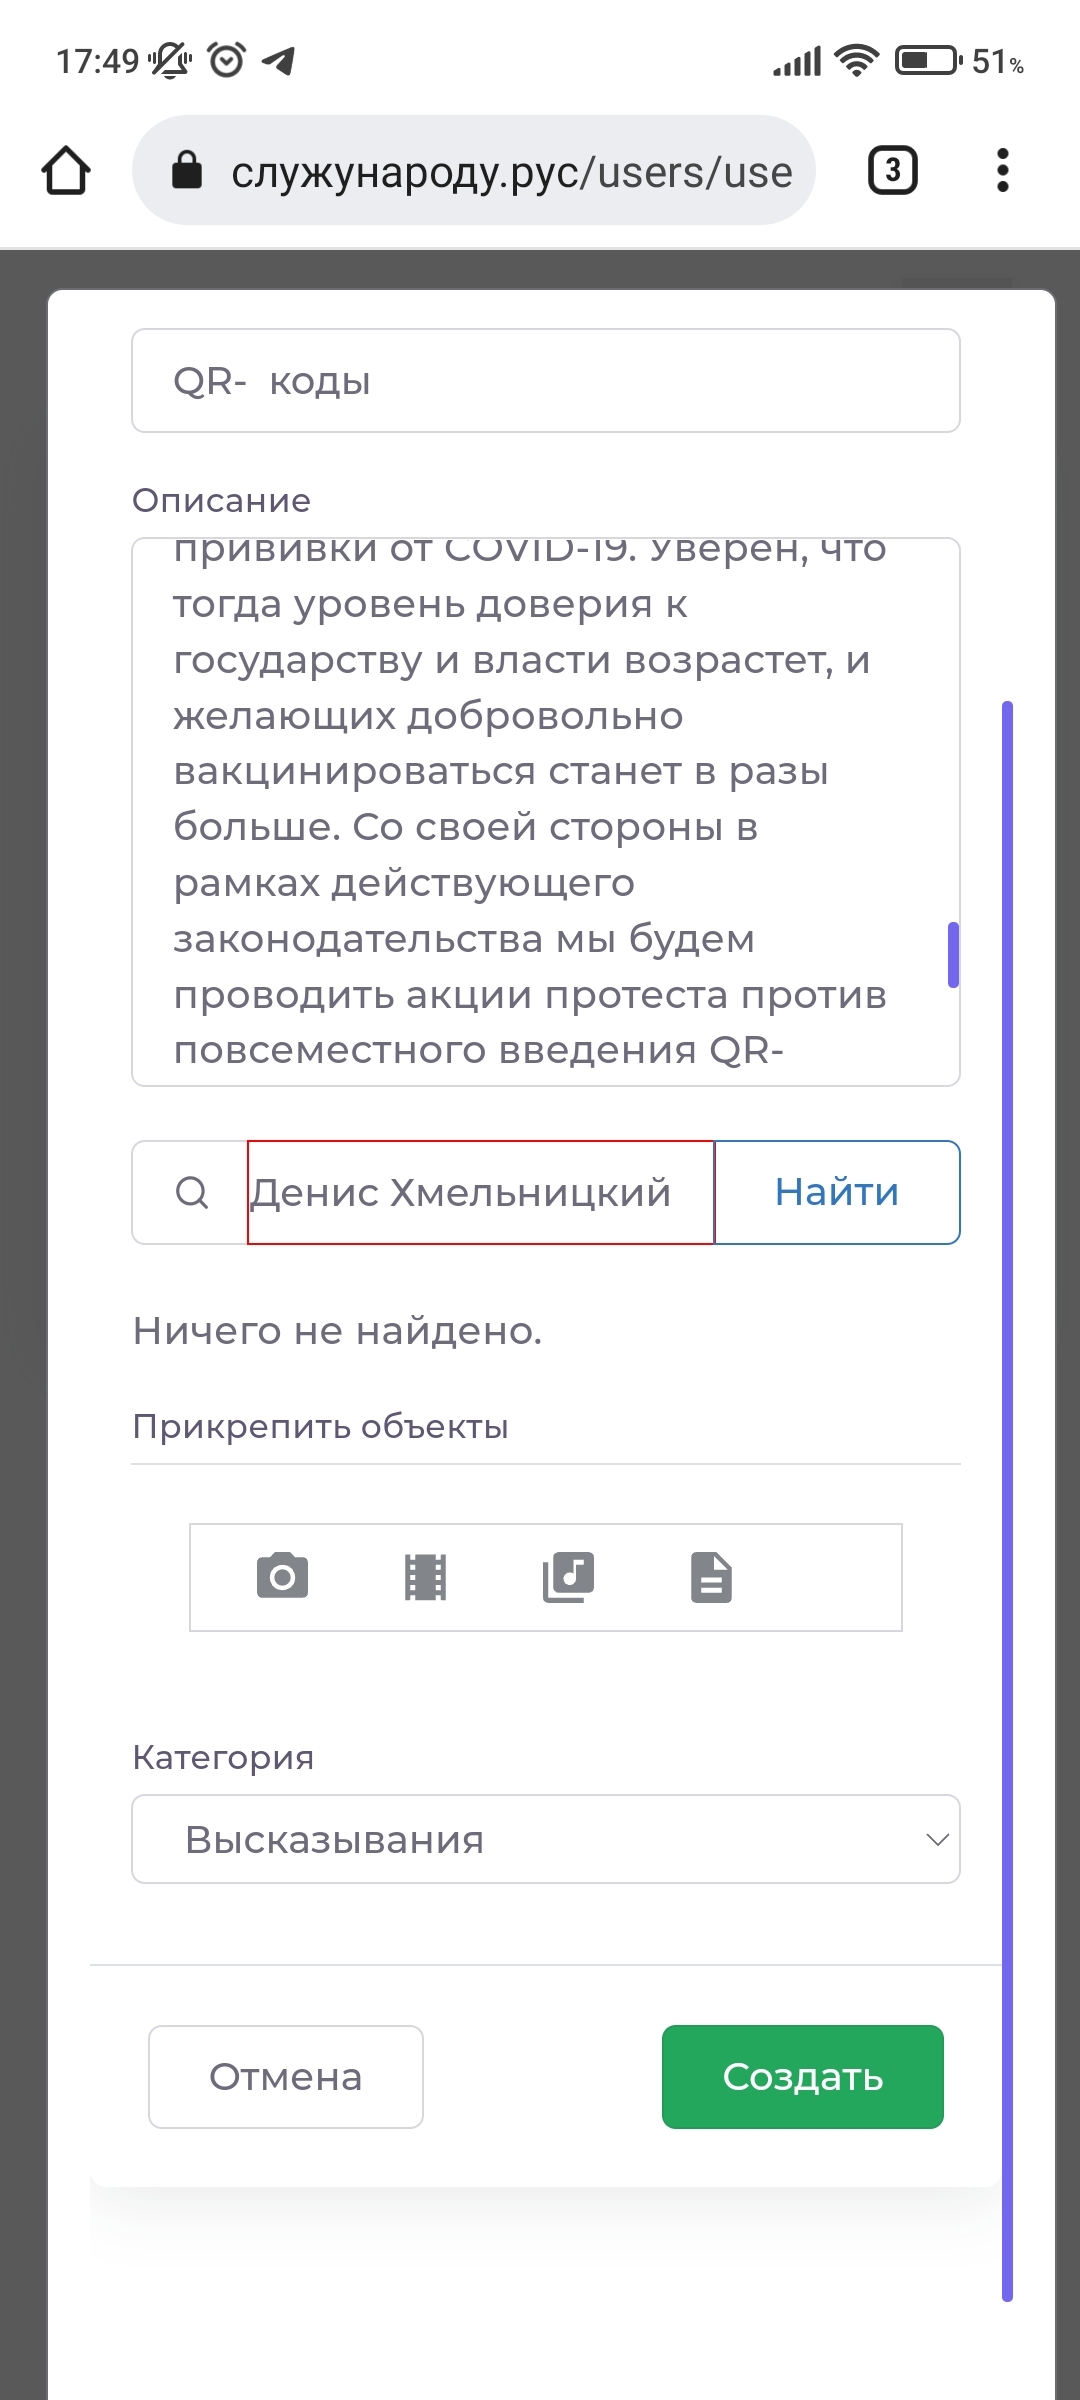 17:49
51%
служународу.рус/users/use
3
QR-  коды
Описание
прививки от COVID-19. Уверен, что
тогда уровень доверия к
государству и власти возрастет, и
желающих добровольно
вакцинироваться станет в разы
больше. Со своей стороны в
рамках действующего
законодательства мы будем
проводить акции протеста против
повсеместного введения QR-
Денис Хмельницкий
Найти
Ничего не найдено.
Прикрепить объекты
Категория
Высказывания
Отмена
Создать